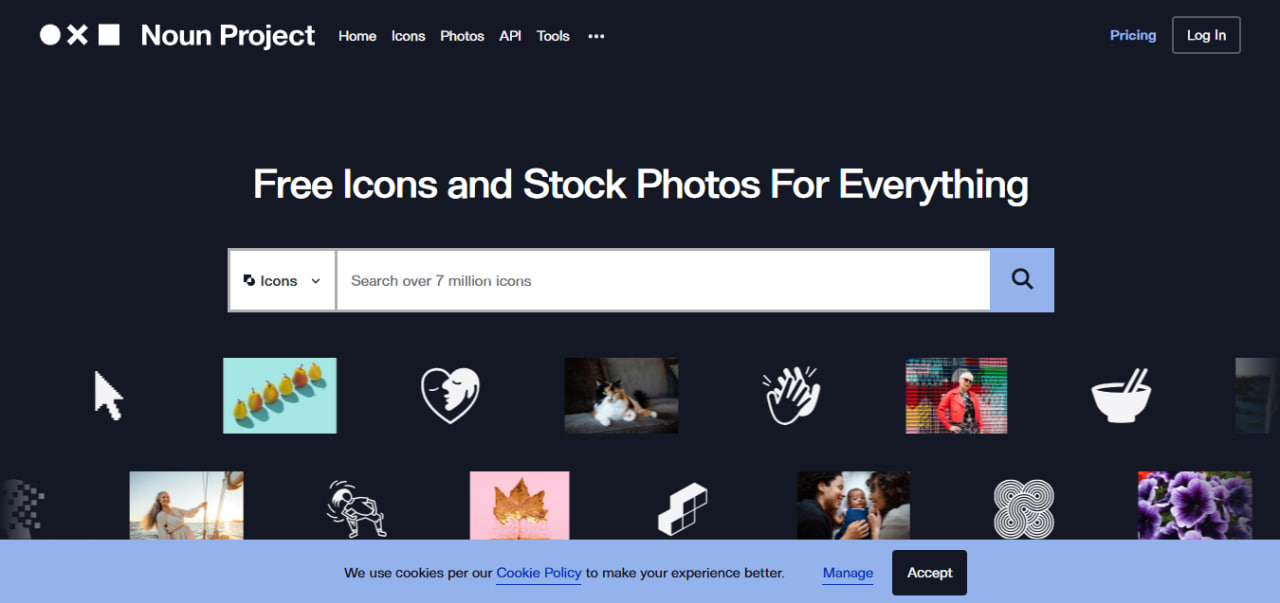 Noun Project Home Icons Photos API Tools ••• Pricing Log In
Free Icons and Stock Photos For Everything
Icons Search over 7 million icons
We use cookies per our Cookie Policy to make your experience better. Manage Accept